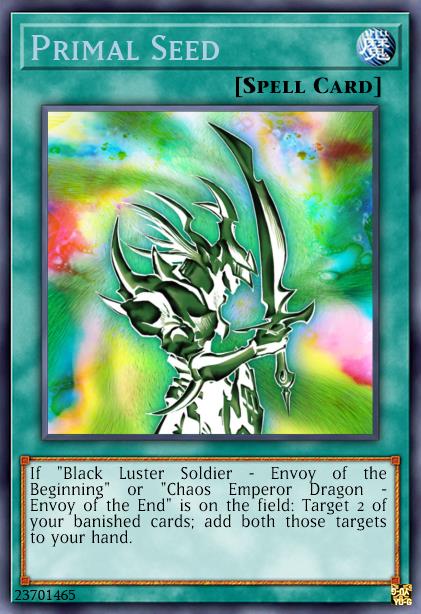 Primal Seed
魔
[Spell Card]
If "Black Luster Soldier - Envoy of the
Beginning" or "Chaos Emperor Dragon -
Envoy of the End" is on the field: Target 2 of
your banished cards; add both those targets
to your hand.
23701465